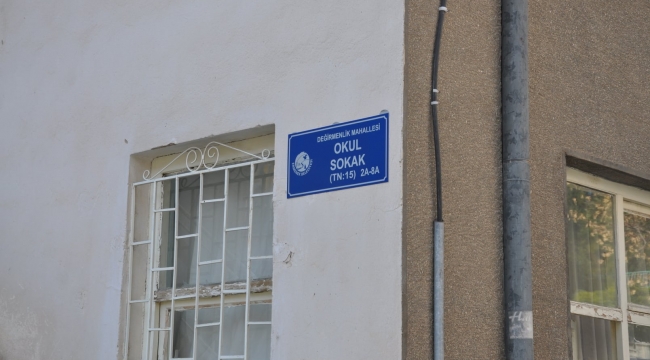 DEĞİRMENLİK MAHALLESİ
OKUL
SOKAK
(TN:15) 2A-8A